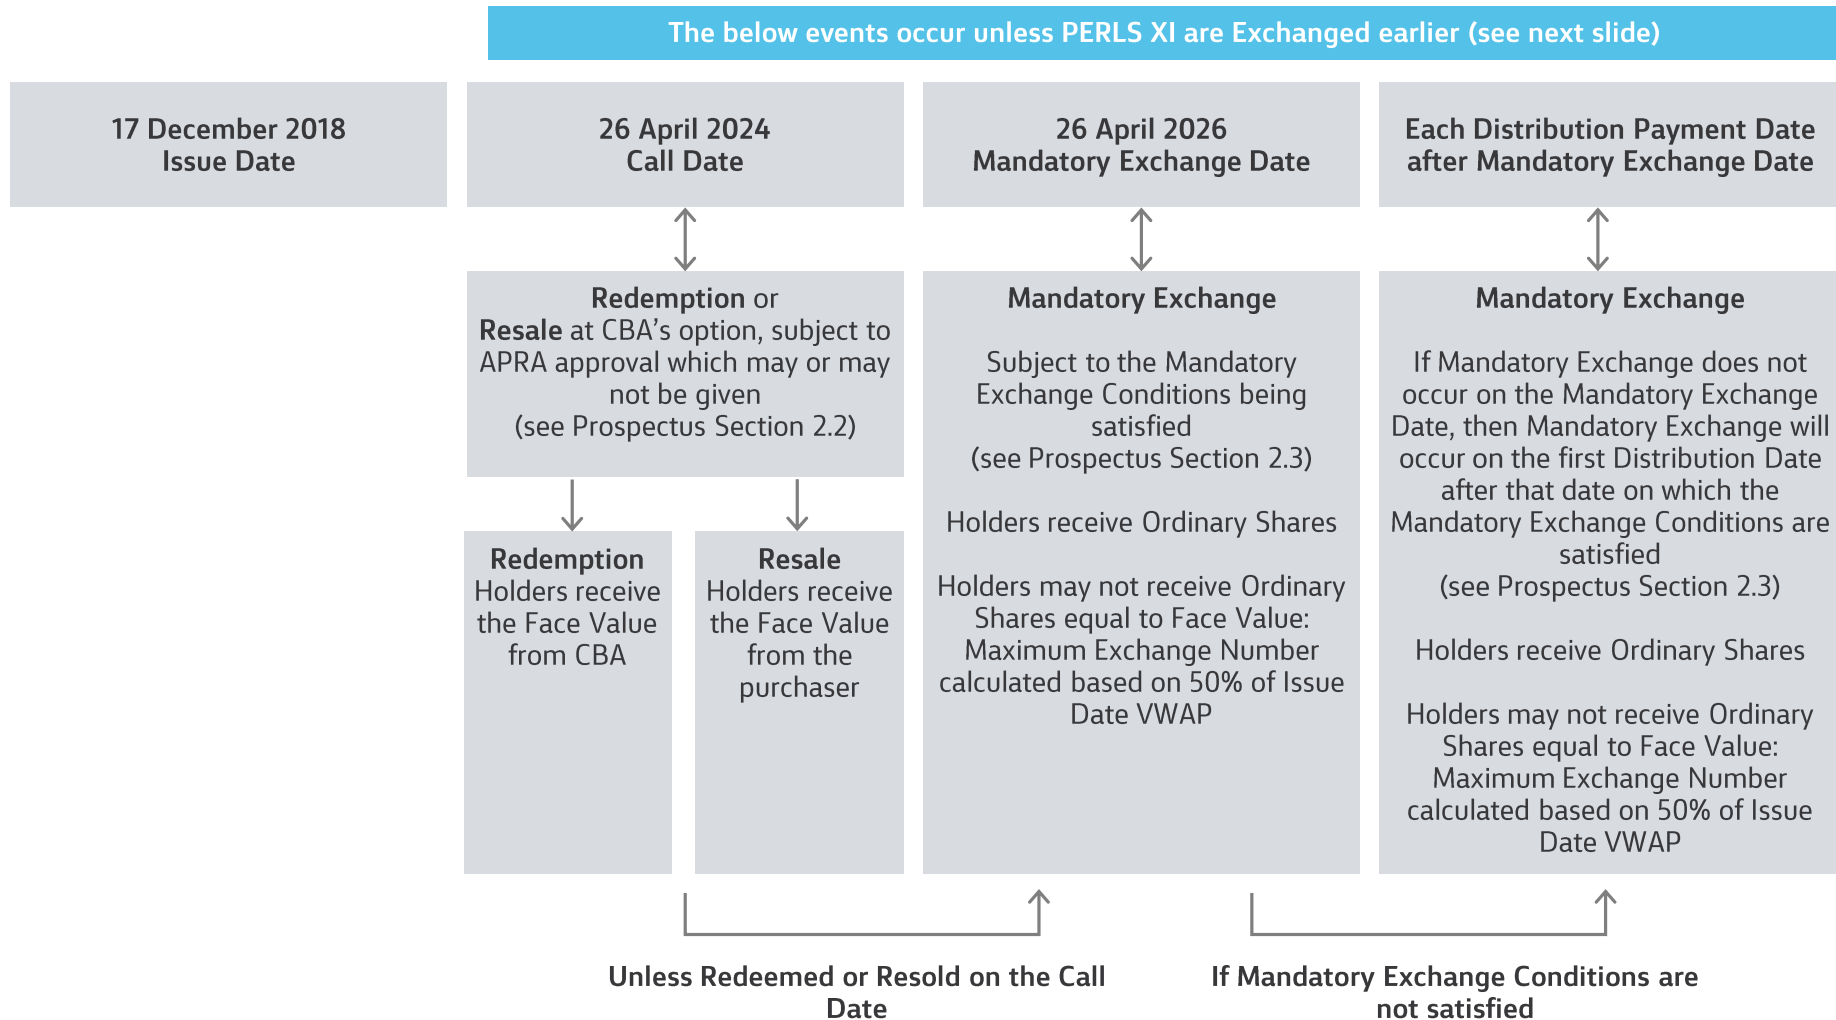 The below events occur unless PERLS XI are Exchanged earlier (see next slide)
17 December 2018
Issue Date
26 April 2024
Call Date
26 April 2026
Mandatory Exchange Date
Each Distribution Payment Date
after Mandatory Exchange Date
Redemption or
Resale at CBA's option, subject to
APRA approval which may or may
not be given
(see Prospectus Section 2.2)
Redemption
Holders receive
the Face Value
from CBA
Resale
Holders receive
the Face Value
from the
purchaser
Mandatory Exchange
Subject to the Mandatory
Exchange Conditions being
satisfied
(see Prospectus Section 2.3)
Holders receive Ordinary Shares
Holders may not receive Ordinary
Shares equal to Face Value:
Maximum Exchange Number
calculated based on 50% of Issue
Date VWAP
Mandatory Exchange
If Mandatory Exchange does not
occur on the Mandatory Exchange
Date, then Mandatory Exchange will
occur on the first Distribution Date
after that date on which the
Mandatory Exchange Conditions are
satisfied
(see Prospectus Section 2.3)
Holders receive Ordinary Shares
Holders may not receive Ordinary
Shares equal to Face Value:
Maximum Exchange Number
calculated based on 50% of Issue
Date VWAP
Unless Redeemed or Resold on the Call
Date
If Mandatory Exchange Conditions are
not satisfied